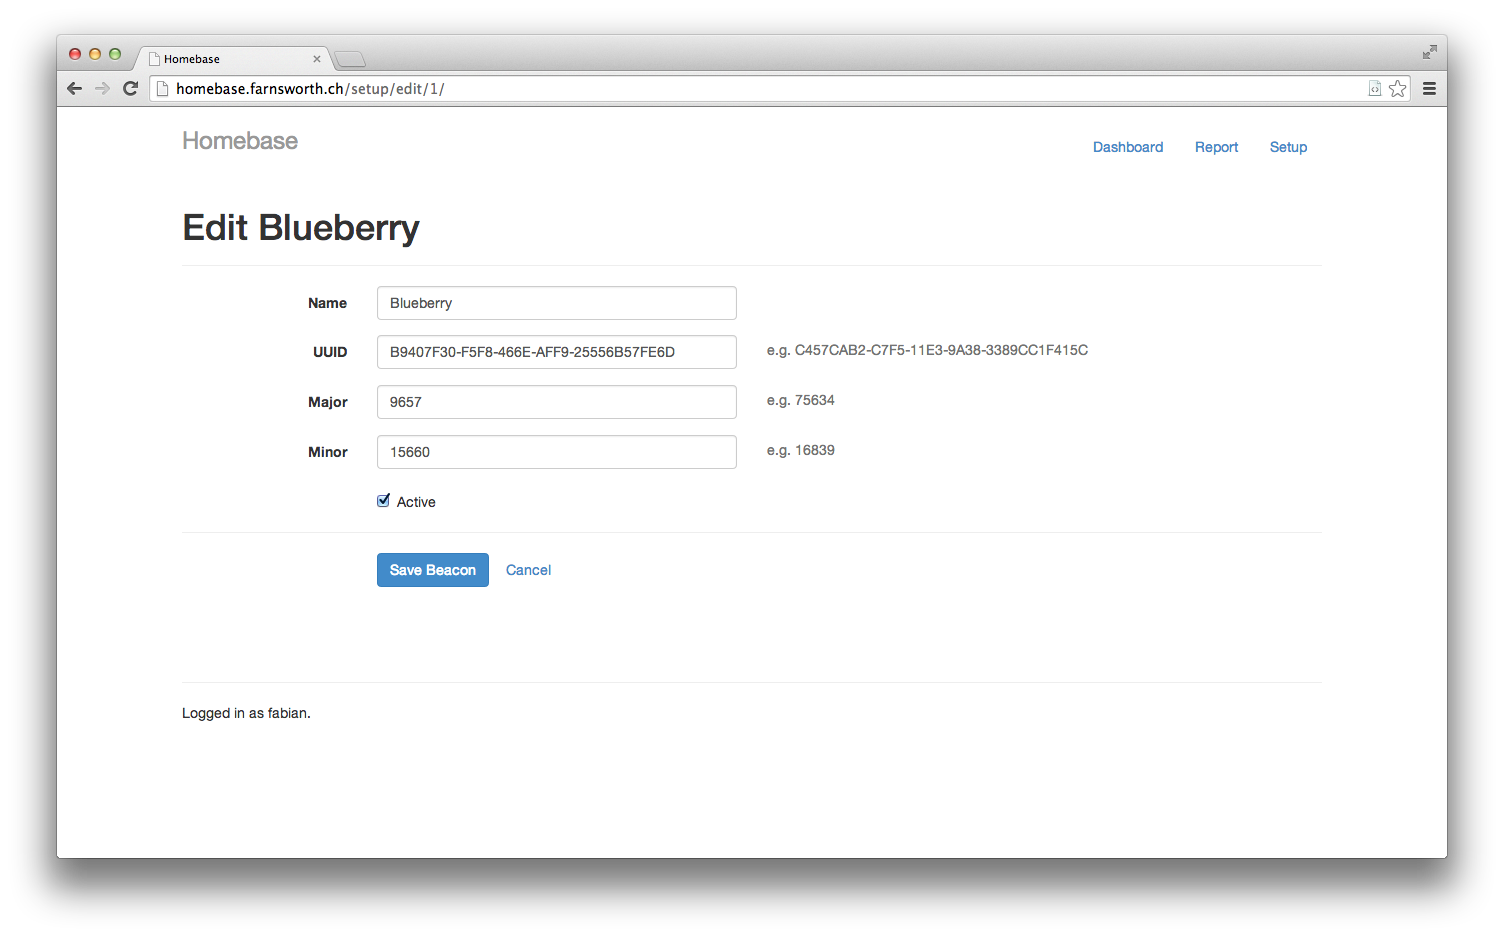 Homebase
homebase.farnsworth.ch/setup/edit/1/
Homebase
Dashboard Report Setup
Edit Blueberry
Name Blueberry
UUID B9407F30-F5F8-466E-AFF9-25556B57FE6D e.g. C457CAB2-C7F5-11E3-9A38-3389CC1F415C
Major 9657 e.g. 75634
Minor 15660 e.g. 16839
Active
Save Beacon Cancel
Logged in as fabian.